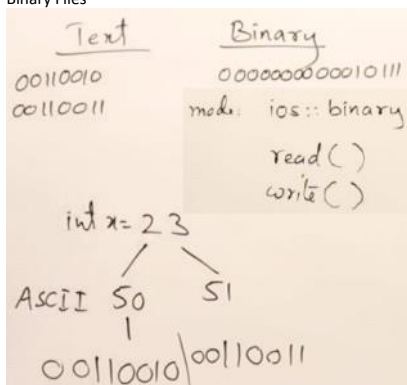 Binary Files
Text
00110010
00110011
Binary
0000000000010111
mode: ios::binary
read()
write()
int x= 23
ASCII 50 51
00110010 00110011